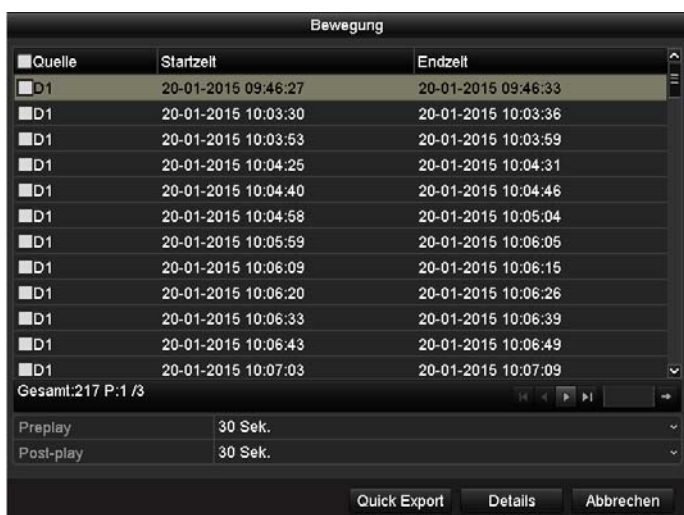 Bewegung
Quelle Startzeit Endzeit
D1 20-01-2015 09:46:27 20-01-2015 09:46:33
D1 20-01-2015 10:03:30 20-01-2015 10:03:36
D1 20-01-2015 10:03:53 20-01-2015 10:03:59
D1 20-01-2015 10:04:25 20-01-2015 10:04:31
D1 20-01-2015 10:04:40 20-01-2015 10:04:46
D1 20-01-2015 10:04:58 20-01-2015 10:05:04
D1 20-01-2015 10:05:59 20-01-2015 10:06:05
D1 20-01-2015 10:06:09 20-01-2015 10:06:15
D1 20-01-2015 10:06:20 20-01-2015 10:06:26
D1 20-01-2015 10:06:33 20-01-2015 10:06:39
D1 20-01-2015 10:06:43 20-01-2015 10:06:49
D1 20-01-2015 10:07:03 20-01-2015 10:07:09
Gesamt:217 P:1 /3
Preplay 30 Sek.
Post-play 30 Sek.
Quick Export Details Abbrechen